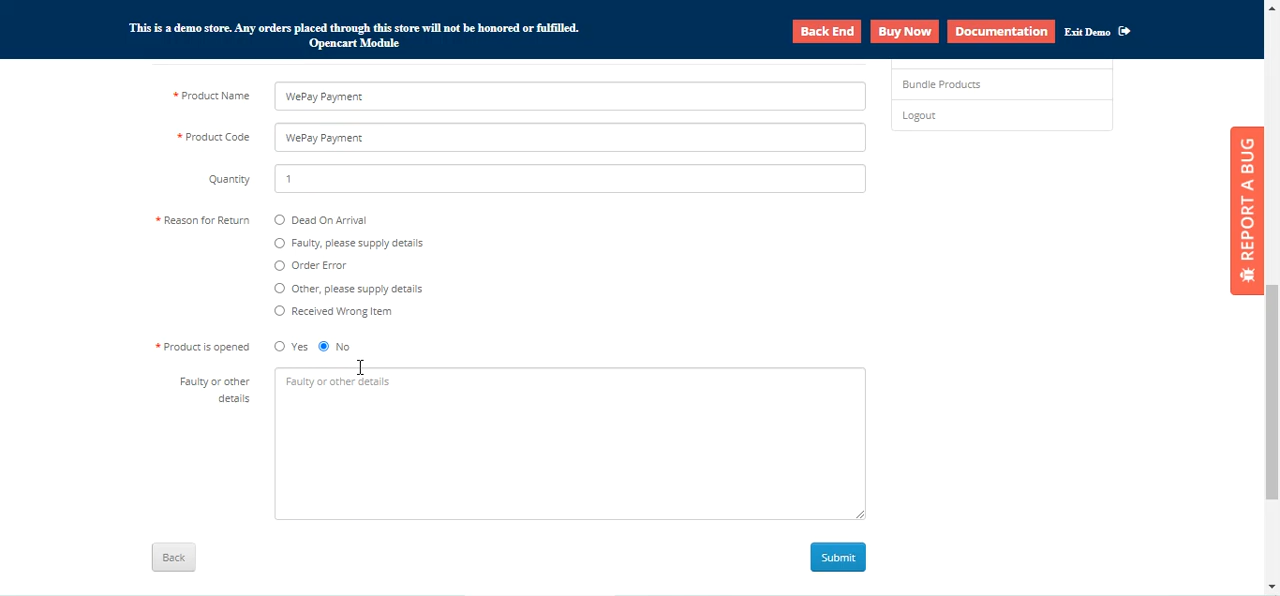 This is a demo store. Any orders placed through this store will not be honored or fulfilled.
Opencart Module
Back End
Buy Now
Documentation
Exit Demo
Bundle Products
Logout
* Product Name
WePay Payment
* Product Code
WePay Payment
Quantity
1
* Reason for Return
Dead On Arrival
Faulty, please supply details
Order Error
Other, please supply details
Received Wrong Item
* Product is opened
Yes
No
Faulty or other
details
Faulty or other details
Back
Submit
REPORT A BUG